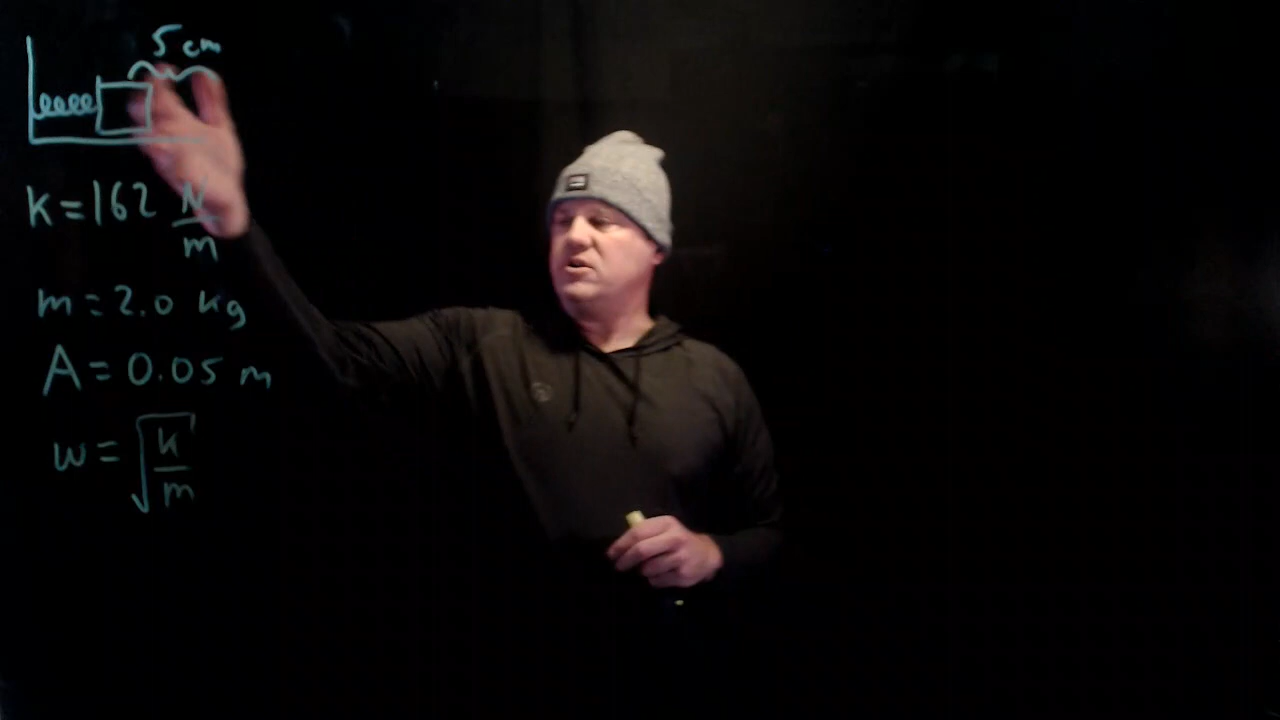 5 cm
k = 162 N/m
m = 2.0 kg
A = 0.05 m
w = √k/m